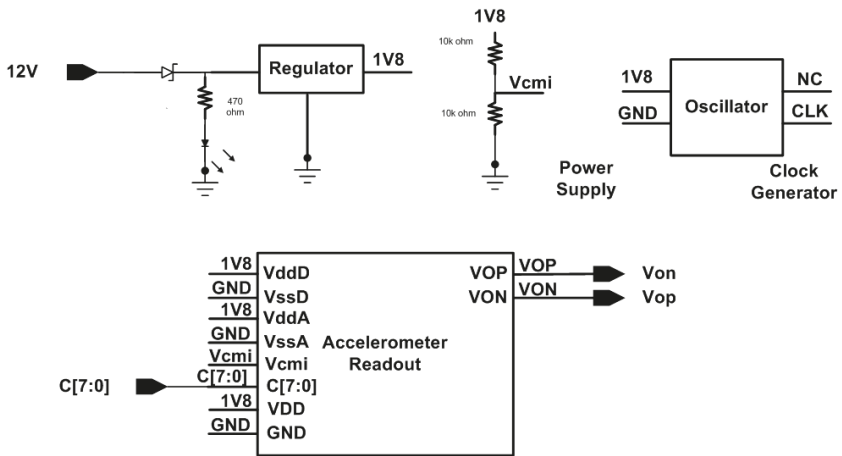 1V8
10k ohm
12V
Regulator
1V8
Vcmi
470
ohm
10k ohm
1V8
NC
Oscillator
GND
CLK
Power
Supply
Clock
Generator
1V8
VddD
VOP
VOP
Von
GND
VssD
VON
VON
Vop
1V8
VddA
GND
VssA
Accelerometer
Readout
Vcmi
Vcmi
C[7:0]
C[7:0]
C[7:0]
1V8
VDD
GND
GND